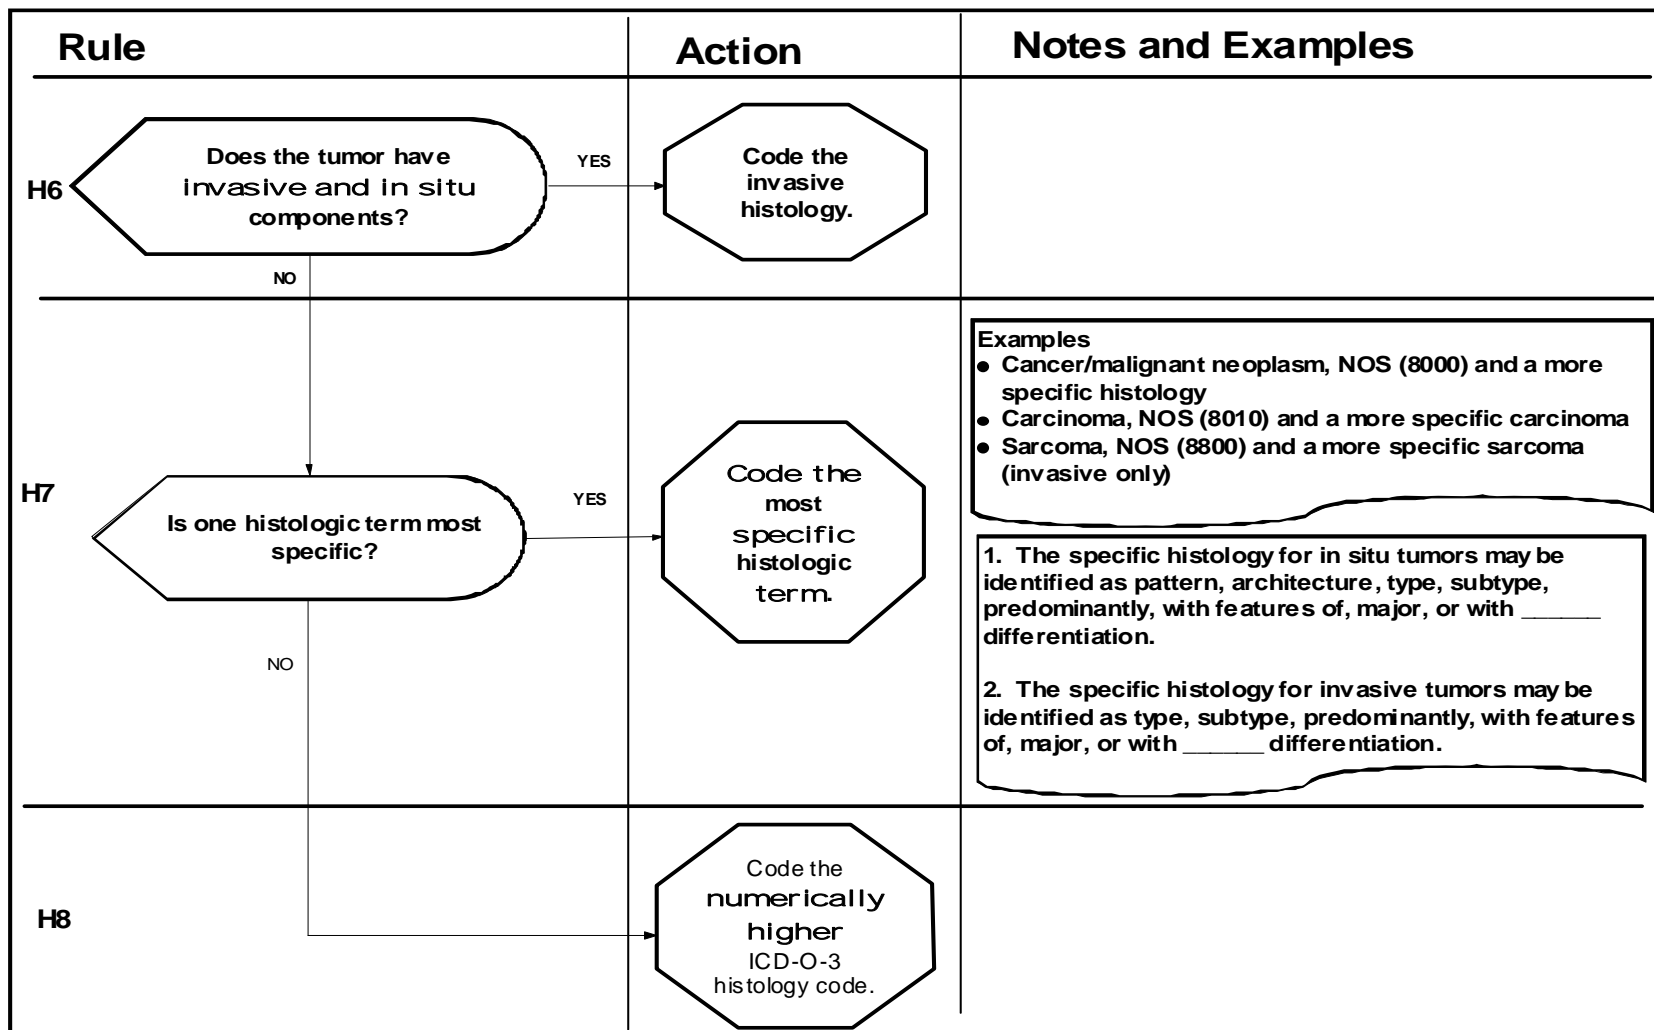 Rule
Action
Notes and Examples
H6
Does the tumor have
invasive and in situ
components?
YES
Code the
invasive
histology.
NO
H7
Is one histologic term most
specific?
YES
Code the
most
specific
histologic
term.
Examples
● Cancer/malignant neoplasm, NOS (8000) and a more
specific histology
● Carcinoma, NOS (8010) and a more specific carcinoma
● Sarcoma, NOS (8800) and a more specific sarcoma
(invasive only)
1. The specific histology for in situ tumors may be
identified as pattern, architecture, type, subtype,
predominantly, with features of, major, or with ______
differentiation.
2. The specific histology for invasive tumors may be
identified as type, subtype, predominantly, with features
of, major, or with ______ differentiation.
NO
H8
Code the
numerically
higher
ICD-O-3
histology code.